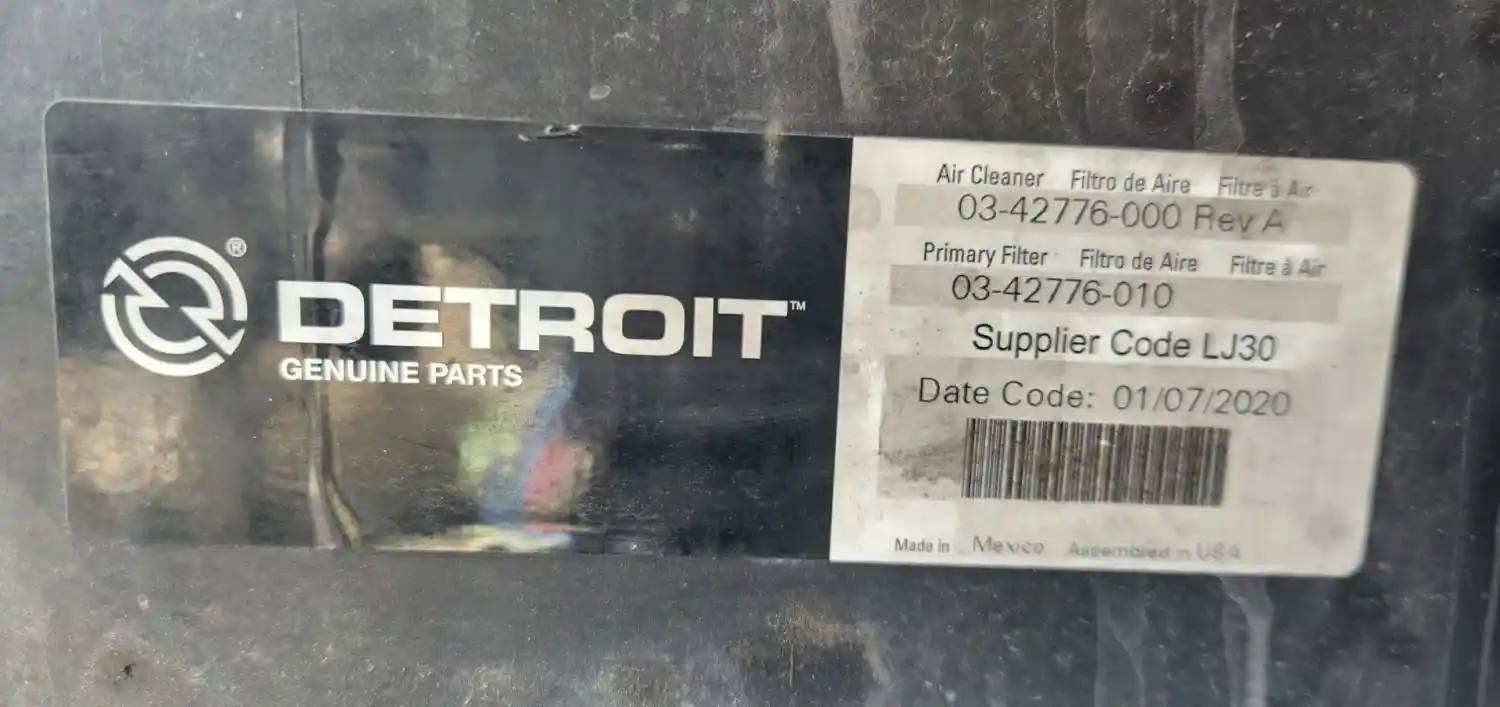 ®
DETROIT™
GENUINE PARTS
Air Cleaner Filtro de Aire Filtre à Air
03-42776-000 Rev A
Primary Filter Filtro de Aire Filtre à Air
03-42776-010
Supplier Code LJ30
Date Code: 01/07/2020
Made in Mexico Assembled in USA